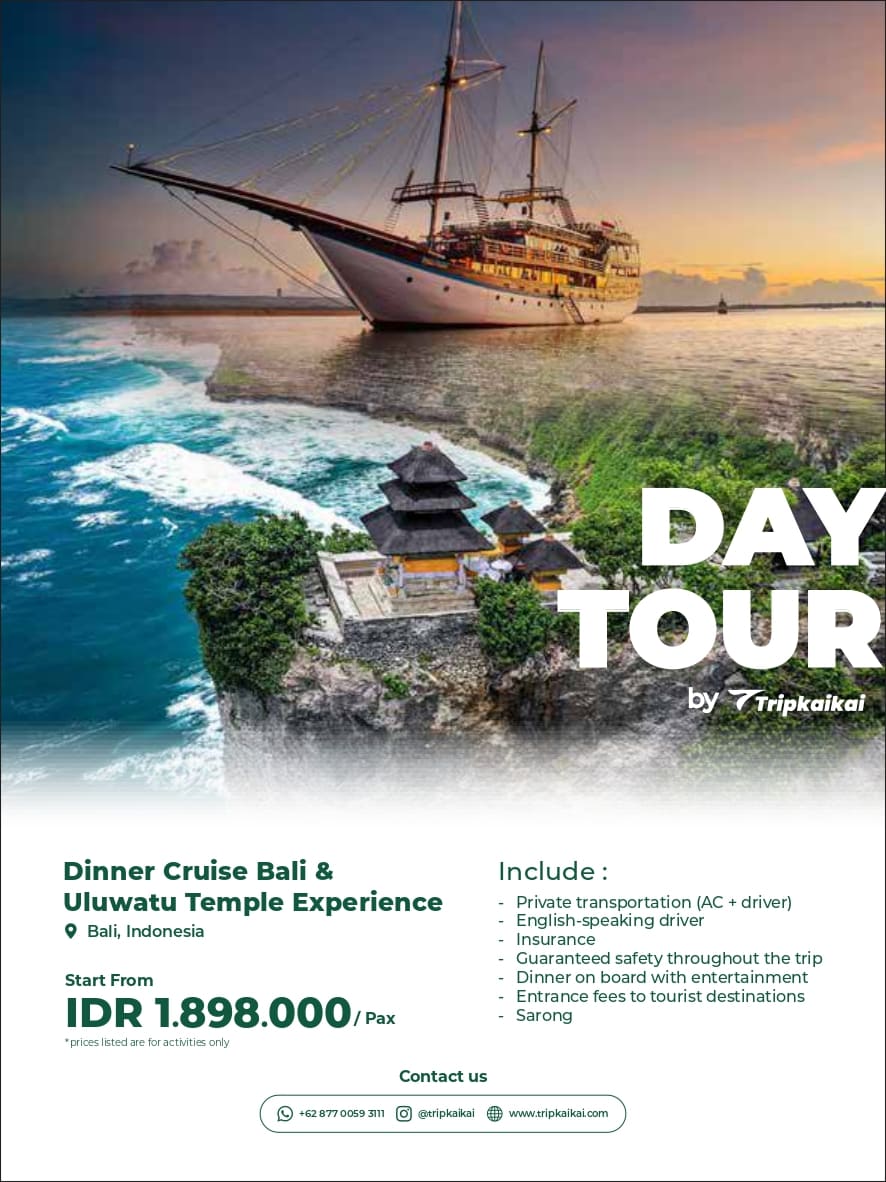 DAY
TOUR
by Tripkaikai
Dinner Cruise Bali &
Uluwatu Temple Experience
Bali, Indonesia
Start From
IDR 1.898.000/ Pax
*prices listed are for activities only
Include :
- Private transportation (AC + driver)
- English-speaking driver
- Insurance
- Guaranteed safety throughout the trip
- Dinner on board with entertainment
- Entrance fees to tourist destinations
- Sarong
Contact us
+62 877 0059 3111 @tripkaikai www.tripkaikai.com